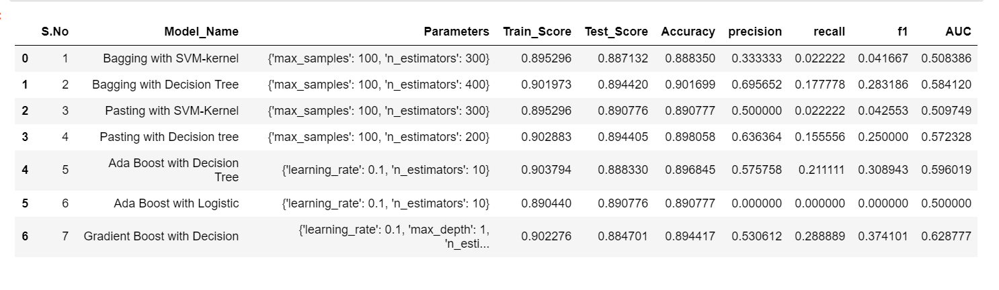 S.No Model_Name Parameters Train_Score Test_Score Accuracy precision recall f1 AUC
0 1 Bagging with SVM-kernel {'max_samples': 100, 'n_estimators': 300} 0.895296 0.887132 0.888350 0.333333 0.022222 0.041667 0.508386
1 2 Bagging with Decision Tree {'max_samples': 100, 'n_estimators': 400} 0.901973 0.894420 0.901699 0.695652 0.177778 0.283186 0.584120
2 3 Pasting with SVM-Kernel {'max_samples': 100, 'n_estimators': 300} 0.895296 0.890776 0.890777 0.500000 0.022222 0.042553 0.509749
3 4 Pasting with Decision tree {'max_samples': 100, 'n_estimators': 200} 0.902883 0.894405 0.898058 0.636364 0.155556 0.250000 0.572328
4 5 Ada Boost with Decision
Tree {'learning_rate': 0.1, 'n_estimators': 10} 0.903794 0.888330 0.896845 0.575758 0.211111 0.308943 0.596019
5 6 Ada Boost with Logistic {'learning_rate': 0.1, 'n_estimators': 10} 0.890440 0.890776 0.890777 0.000000 0.000000 0.000000 0.500000
6 7 Gradient Boost with Decision {'learning_rate': 0.1, 'max_depth': 1,
'n_esti... 0.902276 0.884701 0.894417 0.530612 0.288889 0.374101 0.628777